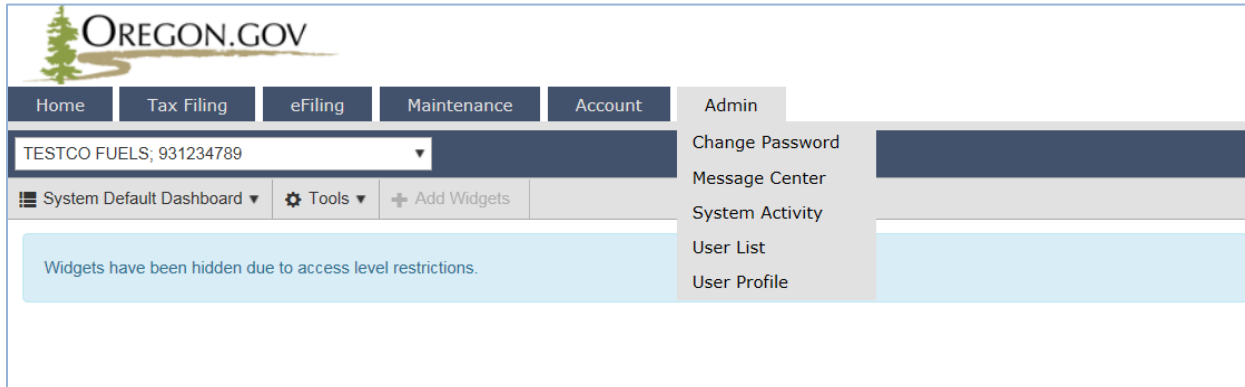 OREGON.GOV
Home Tax Filing eFiling Maintenance Account Admin
TESTCO FUELS; 931234789
System Default Dashboard Tools Add Widgets
Change Password
Message Center
System Activity
User List
User Profile
Widgets have been hidden due to access level restrictions.